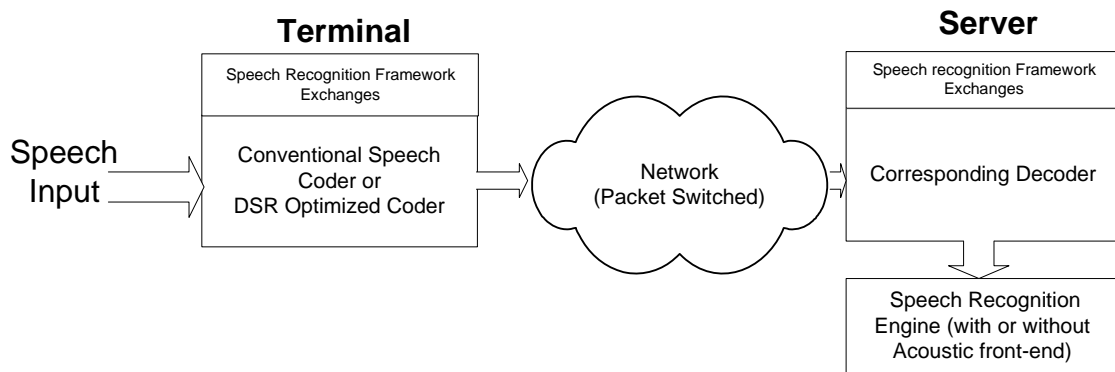 Terminal
Speech Recognition Framework
Exchanges
Speech
Input
Conventional Speech
Coder or
DSR Optimized Coder
Network
(Packet Switched)
Server
Speech recognition Framework
Exchanges
Corresponding Decoder
Speech Recognition
Engine (with or without
Acoustic front-end)